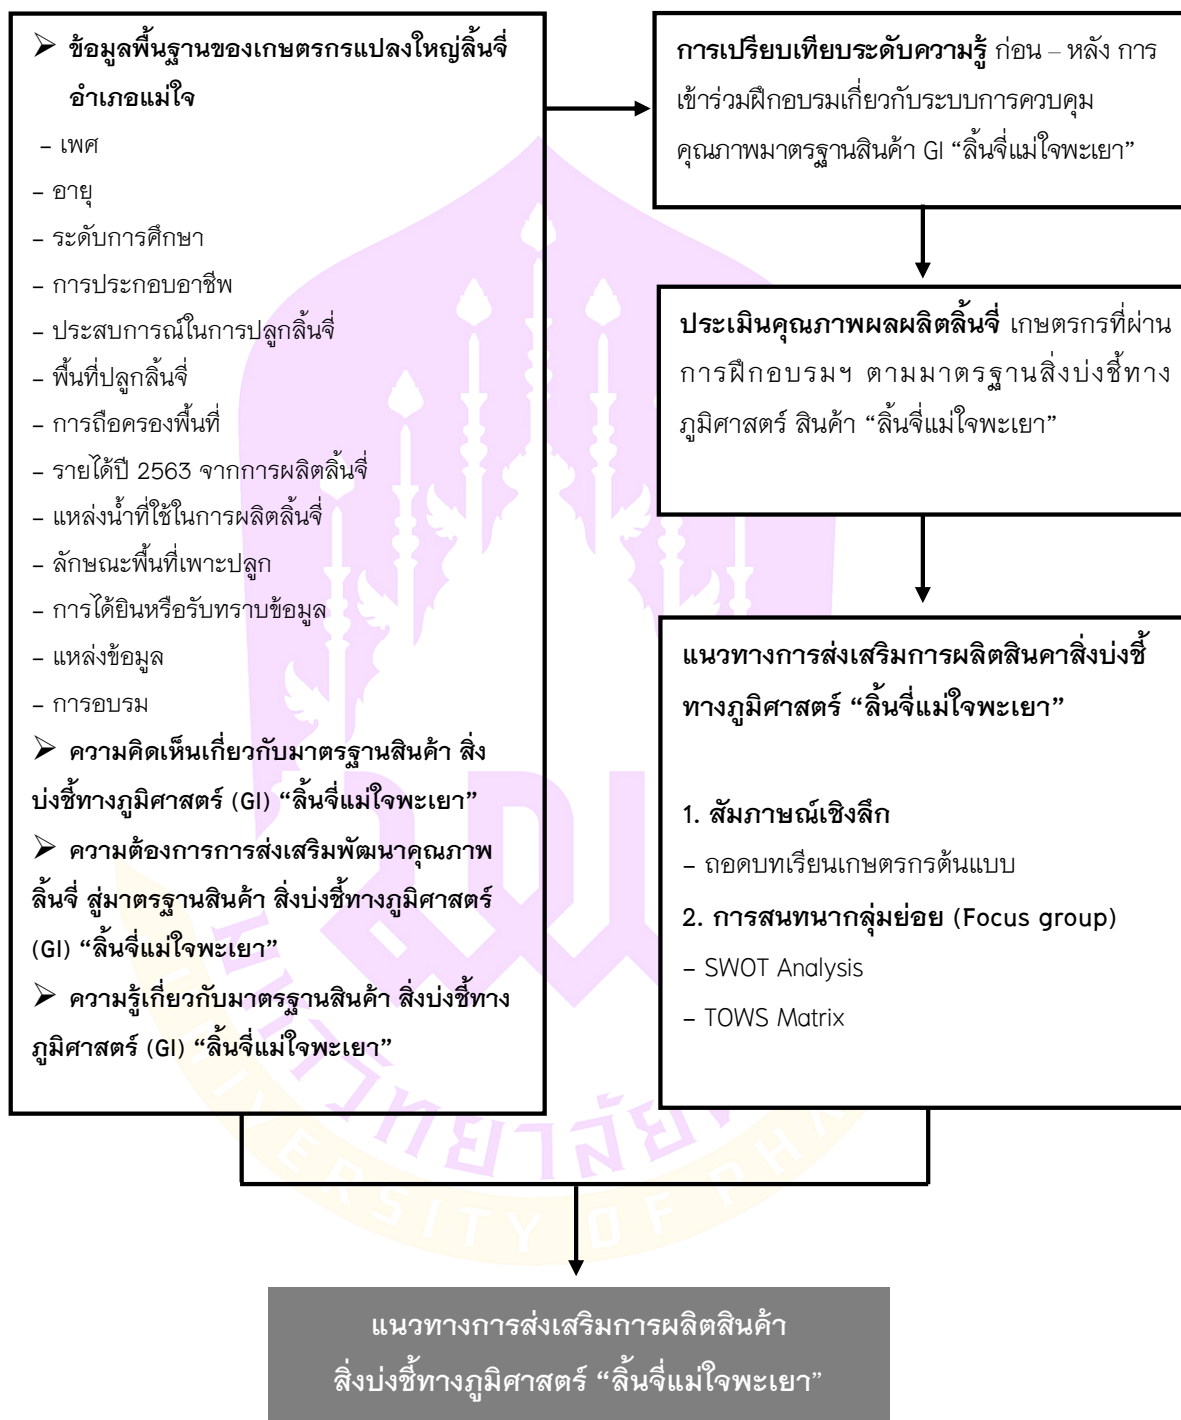 ➤ ข้อมูลพื้นฐานของเกษตรกรแปลงใหญ่ลิ้นจี่
อำเภอแม่ใจ
– เพศ
– อายุ
– ระดับการศึกษา
– การประกอบอาชีพ
– ประสบการณ์ในการปลูกลิ้นจี่
– พื้นที่ปลูกลิ้นจี่
– การถือครองพื้นที่
– รายได้ปี 2563 จากการผลิตลิ้นจี่
– แหล่งน้ำที่ใช้ในการผลิตลิ้นจี่
– ลักษณะพื้นที่เพาะปลูก
– การได้ยินหรือรับทราบข้อมูล
– แหล่งข้อมูล
– การอบรม
➤ ความคิดเห็นเกี่ยวกับมาตรฐานสินค้า สิ่ง
บ่งชี้ทางภูมิศาสตร์ (GI) “ลิ้นจี่แม่ใจพะเยา”
➤ ความต้องการการส่งเสริมพัฒนาคุณภาพ
ลิ้นจี่ สู่มาตรฐานสินค้า สิ่งบ่งชี้ทางภูมิศาสตร์
(GI) “ลิ้นจี่แม่ใจพะเยา”
➤ ความรู้เกี่ยวกับมาตรฐานสินค้า สิ่งบ่งชี้ทาง
ภูมิศาสตร์ (GI) “ลิ้นจี่แม่ใจพะเยา”
การเปรียบเทียบระดับความรู้ ก่อน – หลัง การ
เข้าร่วมฝึกอบรมเกี่ยวกับระบบการควบคุม
คุณภาพมาตรฐานสินค้า GI “ลิ้นจี่แม่ใจพะเยา”
ประเมินคุณภาพผลผลิตลิ้นจี่ เกษตรกรที่ผ่าน
การฝึกอบรมฯ ตามมาตรฐานสิ่งบ่งชี้ทาง
ภูมิศาสตร์ สินค้า “ลิ้นจี่แม่ใจพะเยา”
แนวทางการส่งเสริมการผลิตสินคาสิ่งบ่งชี้
ทางภูมิศาสตร์ “ลิ้นจี่แม่ใจพะเยา”
1. สัมภาษณ์เชิงลึก
– ถอดบทเรียนเกษตรกรต้นแบบ
2. การสนทนากลุ่มย่อย (Focus group)
– SWOT Analysis
– TOWS Matrix
แนวทางการส่งเสริมการผลิตสินค้า
สิ่งบ่งชี้ทางภูมิศาสตร์ “ลิ้นจี่แม่ใจพะเยา”